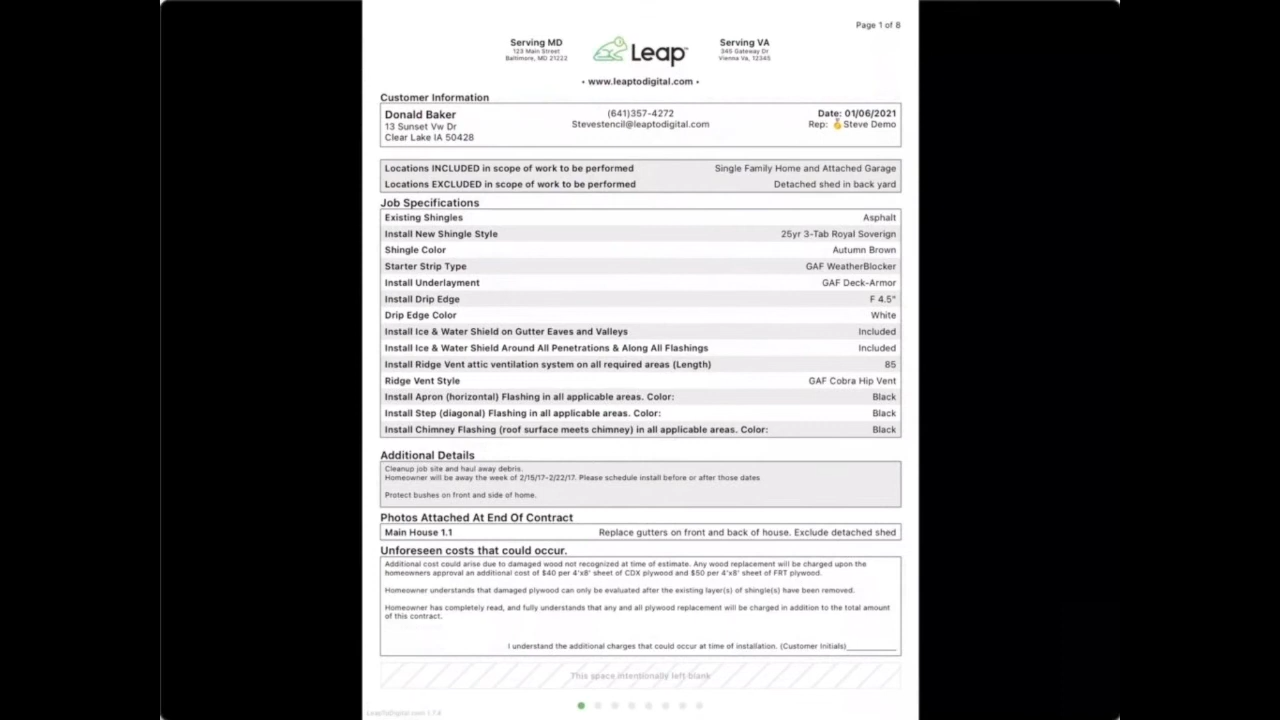 Page 1 of 8
Serving MD
123 Main Street
Baltimore, MD 21222
Leap™
Serving VA
345 Gateway Dr
Vienna Va, 12345
• www.leaptodigital.com •
Customer Information
Donald Baker
13 Sunset Vw Dr
Clear Lake IA 50428
(641)357-4272
Stevestencil@leaptodigital.com
Date: 01/06/2021
Rep: 🥇Steve Demo
Locations INCLUDED in scope of work to be performed Single Family Home and Attached Garage
Locations EXCLUDED in scope of work to be performed Detached shed in back yard
Job Specifications
Existing Shingles Asphalt
Install New Shingle Style 25yr 3-Tab Royal Soverign
Shingle Color Autumn Brown
Starter Strip Type GAF WeatherBlocker
Install Underlayment GAF Deck-Armor
Install Drip Edge F 4.5"
Drip Edge Color White
Install Ice & Water Shield on Gutter Eaves and Valleys Included
Install Ice & Water Shield Around All Penetrations & Along All Flashings Included
Install Ridge Vent attic ventilation system on all required areas (Length) 85
Ridge Vent Style GAF Cobra Hip Vent
Install Apron (horizontal) Flashing in all applicable areas. Color: Black
Install Step (diagonal) Flashing in all applicable areas. Color: Black
Install Chimney Flashing (roof surface meets chimney) in all applicable areas. Color: Black
Additional Details
Cleanup job site and haul away debris.
Homeowner will be away the week of 2/15/17-2/22/17. Please schedule install before or after those dates
Protect bushes on front and side of home.
Photos Attached At End Of Contract
Main House 1.1 Replace gutters on front and back of house. Exclude detached shed
Unforeseen costs that could occur.
Additional cost could arise due to damaged wood not recognized at time of estimate. Any wood replacement will be charged upon the
homeowners approval an additional cost of $40 per 4'x8' sheet of CDX plywood and $50 per 4'x8' sheet of FRT plywood.
Homeowner understands that damaged plywood can only be evaluated after the existing layer(s) of shingle(s) have been removed.
Homeowner has completely read, and fully understands that any and all plywood replacement will be charged in addition to the total amount
of this contract.
I understand the additional charges that could occur at time of installation. (Customer Initials)__________
This space intentionally left blank
LeapToDigital.com 1.7.4